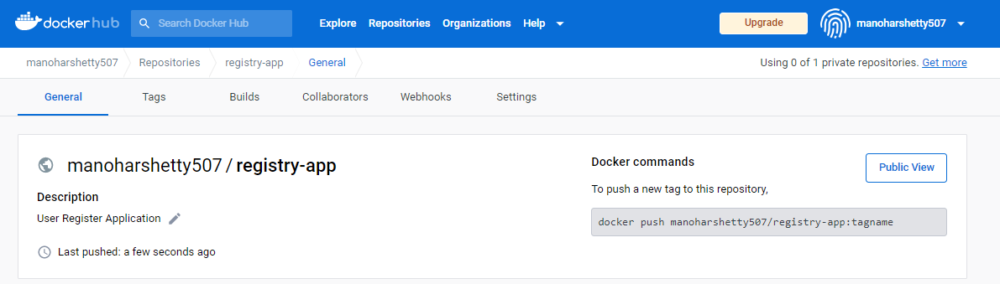 dockerhub Search Docker Hub Explore Repositories Organizations Help Upgrade manoharshetty507
manoharshetty507 Repositories registry-app General Using 0 of 1 private repositories. Get more
General Tags Builds Collaborators Webhooks Settings
manoharshetty507 / registry-app
Description
User Register Application
Last pushed: a few seconds ago
Docker commands
Public View
To push a new tag to this repository,
docker push manoharshetty507/registry-app:tagname